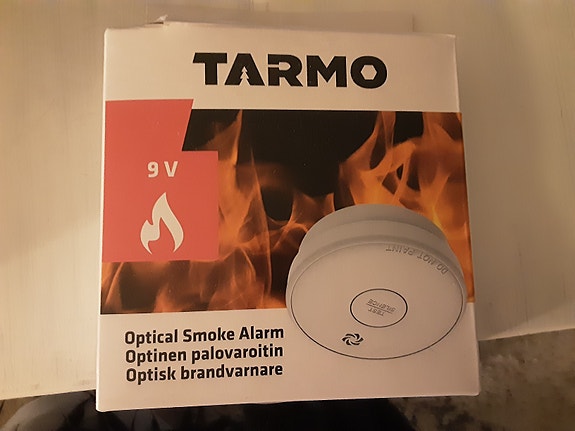 TARMO
9 V
DO NOT PAINT
TEST
SILENCE
Optical Smoke Alarm
Optinen palovaroitin
Optisk brandvarnare